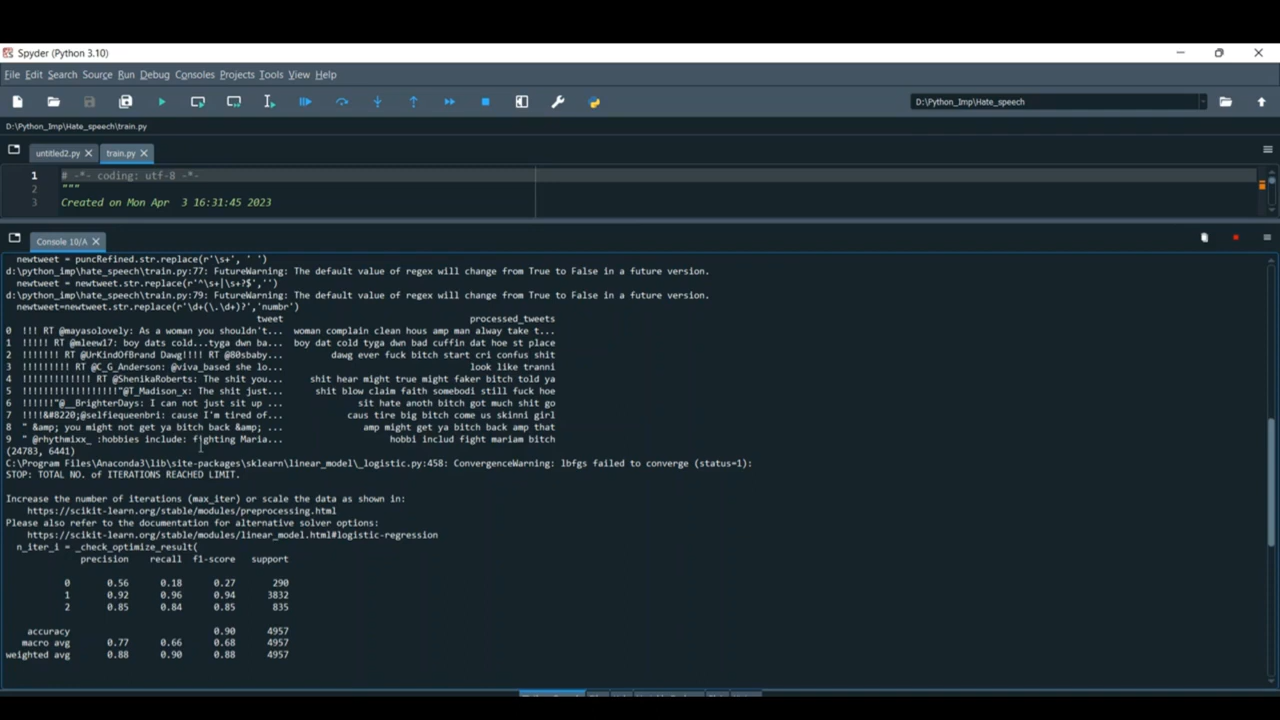 Spyder (Python 3.10)
File Edit Search Source Run Debug Consoles Projects Tools View Help
D:\Python_Imp\Hate_speech
D:\Python_Imp\Hate_speech\train.py
untitled2.py train.py
1 # -*- coding: utf-8 -*-
2 """
3 Created on Mon Apr  3 16:31:45 2023
Console 10/A
newtweet = puncRefined.str.replace(r'\s+', ' ')
d:\python_imp\hate_speech\train.py:77: FutureWarning: The default value of regex will change from True to False in a future version.
newtweet = newtweet.str.replace(r'^\s+|\s+?$','')
d:\python_imp\hate_speech\train.py:79: FutureWarning: The default value of regex will change from True to False in a future version.
newtweet=newtweet.str.replace(r'\d+(\.\d+)?','numbr')
tweet processed_tweets
0 !!! RT @mayasolovely: As a woman you shouldn't... woman complain clean hous amp man alway take t...
1 !!!!! RT @mleew17: boy dats cold...tyga dwn ba... boy dat cold tyga dwn bad cuffin dat hoe st place
2 !!!!!!! RT @UrKindOfBrand Dawg!!!! RT @80sbaby... dawg ever fuck bitch start cri confus shit
3 !!!!!!!!! RT @C_G_Anderson: @viva_based she lo... look like tranni
4 !!!!!!!!!!!!! RT @ShenikaRoberts: The shit you... shit hear might true might faker bitch told ya
5 !!!!!!!!!!!!!!!!!!"@T_Madison_x: The shit just... shit blow claim faith somebodi still fuck hoe
6 !!!!!!"@__BrighterDays: I can not just sit up ... sit hate anoth bitch got much shit go
7 !!!!&#8220;@selfiequeenbri: cause I'm tired of... caus tire big bitch come us skinni girl
8 " &amp; you might not get ya bitch back &amp; ... amp might get ya bitch back amp that
9 " @rhythmixx_ :hobbies include: fighting Maria... hobbi includ fight mariam bitch
(24783, 6441)
C:\Program Files\Anaconda3\lib\site-packages\sklearn\linear_model\_logistic.py:458: ConvergenceWarning: lbfgs failed to converge (status=1):
STOP: TOTAL NO. of ITERATIONS REACHED LIMIT.
Increase the number of iterations (max_iter) or scale the data as shown in:
https://scikit-learn.org/stable/modules/preprocessing.html
Please also refer to the documentation for alternative solver options:
https://scikit-learn.org/stable/modules/linear_model.html#logistic-regression
n_iter_i = _check_optimize_result(
precision recall f1-score support
0 0.56 0.18 0.27 290
1 0.92 0.96 0.94 3832
2 0.85 0.84 0.85 835
accuracy 0.90 4957
macro avg 0.77 0.66 0.68 4957
weighted avg 0.88 0.90 0.88 4957